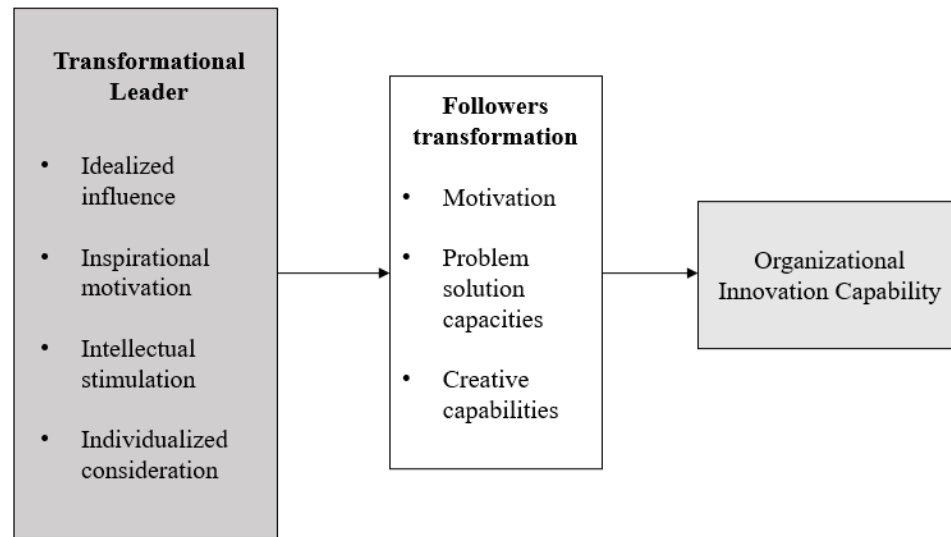 Transformational
Leader
• Idealized
influence
• Inspirational
motivation
• Intellectual
stimulation
• Individualized
consideration
Followers
transformation
• Motivation
• Problem
solution
capacities
• Creative
capabilities
Organizational
Innovation Capability